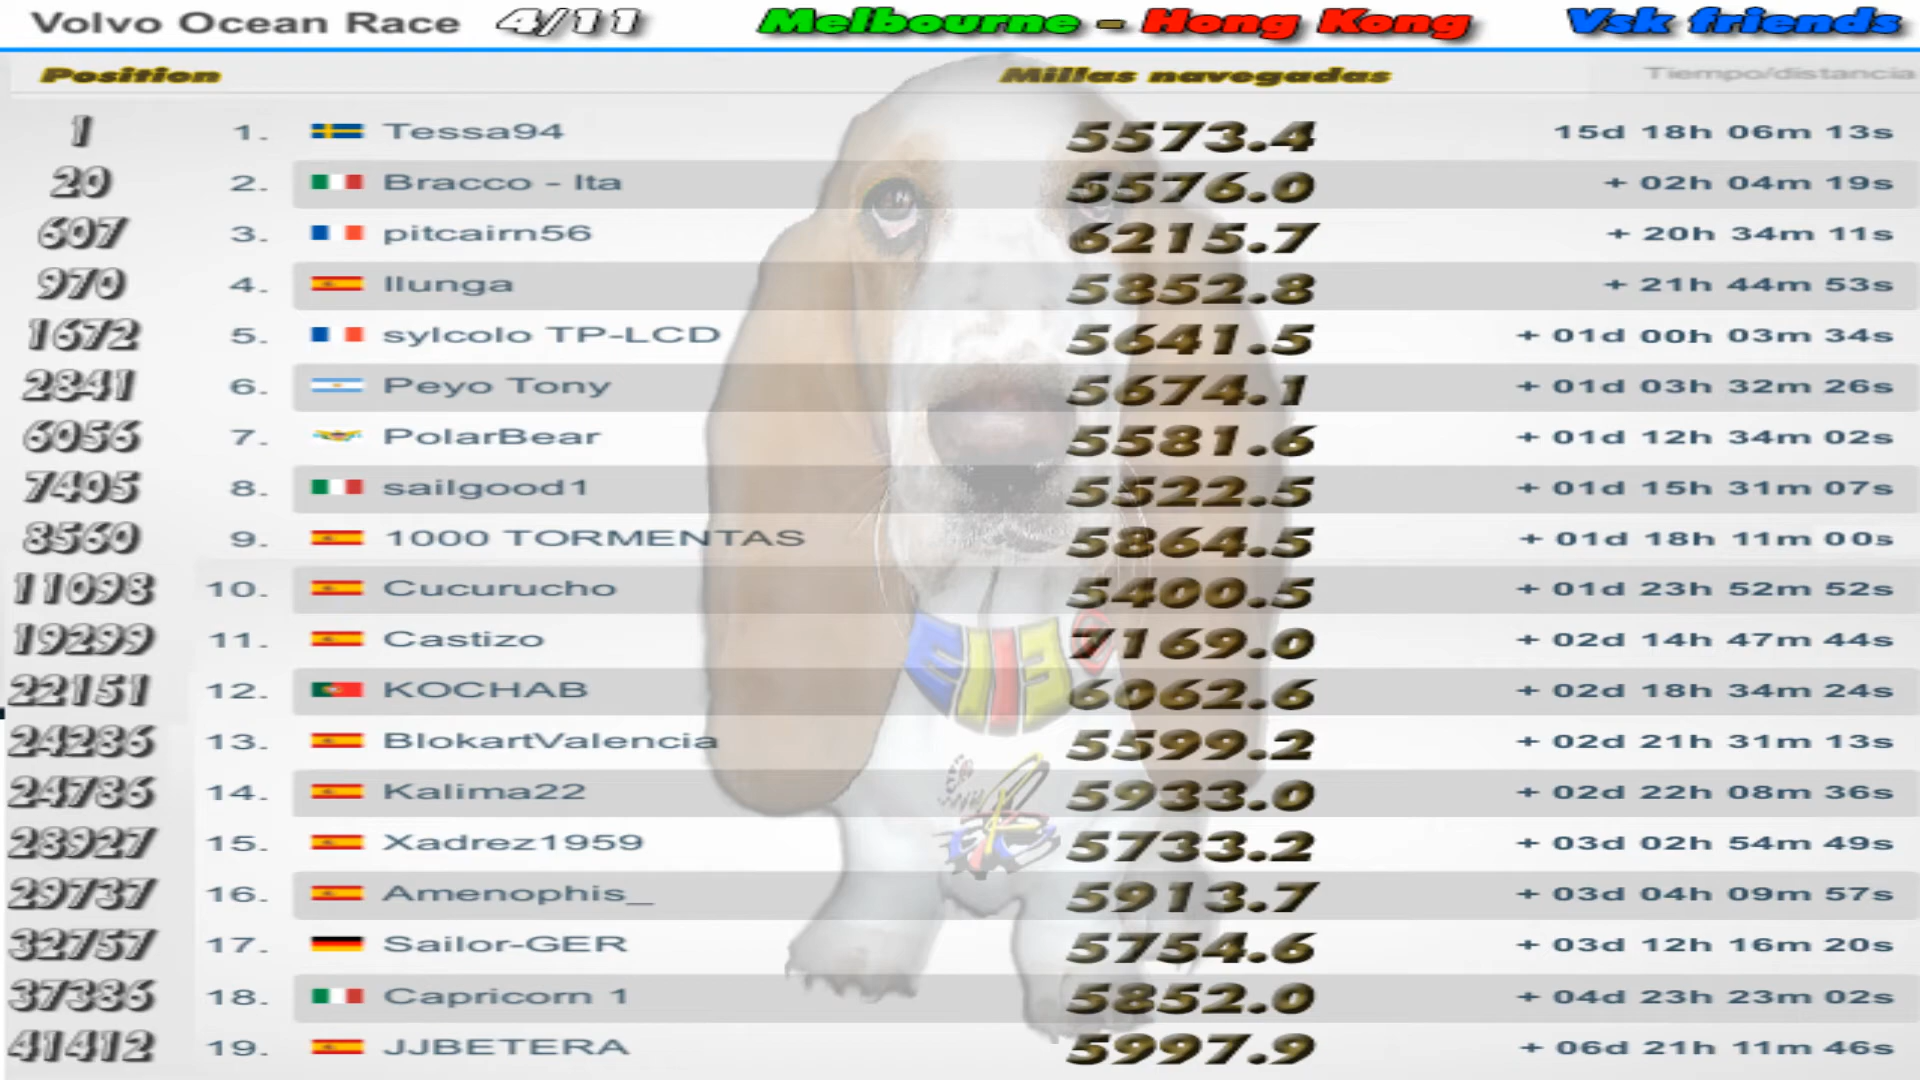 Volvo Ocean Race 4/11 Melbourne - Hong Kong Vsk friends
Position Millas navegadas Tiempo/distancia
1 1. Tessa94 5573.4 15d 18h 06m 13s
20 2. Bracco - Ita 5576.0 + 02h 04m 19s
607 3. pitcairn56 6215.7 + 20h 34m 11s
970 4. Ilunga 5852.8 + 21h 44m 53s
1672 5. sylcolo TP-LCD 5641.5 + 01d 00h 03m 34s
2841 6. Peyo Tony 5674.1 + 01d 03h 32m 26s
6056 7. PolarBear 5581.6 + 01d 12h 34m 02s
7405 8. sailgood1 5522.5 + 01d 15h 31m 07s
8560 9. 1000 TORMENTAS 5864.5 + 01d 18h 11m 00s
11098 10. Cucurucho 5400.5 + 01d 23h 52m 52s
19299 11. Castizo 7169.0 + 02d 14h 47m 44s
22151 12. KOCHAB 6062.6 + 02d 18h 34m 24s
24286 13. BlokartValencia 5599.2 + 02d 21h 31m 13s
24786 14. Kalima22 5933.0 + 02d 22h 08m 36s
28927 15. Xadrez1959 5733.2 + 03d 02h 54m 49s
29737 16. Amenophis_ 5913.7 + 03d 04h 09m 57s
32757 17. Sailor-GER 5754.6 + 03d 12h 16m 20s
37386 18. Capricorn 1 5852.0 + 04d 23h 23m 02s
41412 19. JJBETERA 5997.9 + 06d 21h 11m 46s